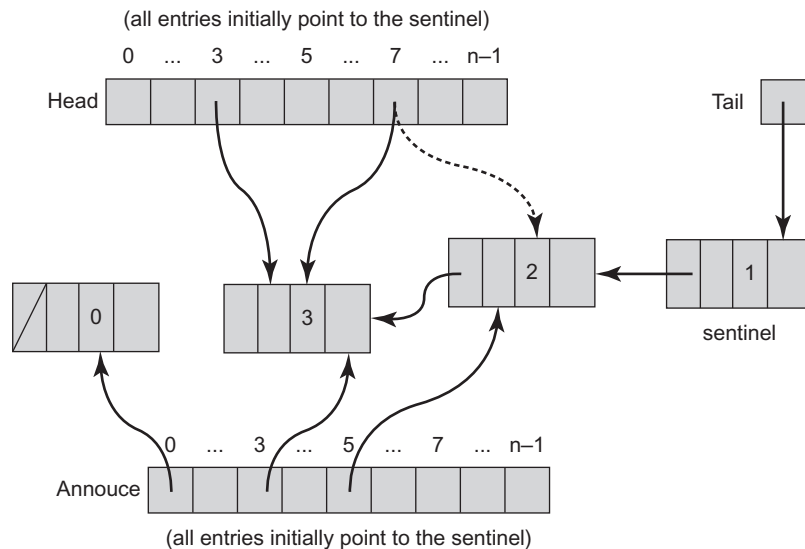 (all entries initially point to the sentinel)
0 ... 3 ... 5 ... 7 ... n–1
Head
Tail
2
1
0
3
sentinel
0 ... 3 ... 5 ... 7 ... n–1
Annouce
(all entries initially point to the sentinel)